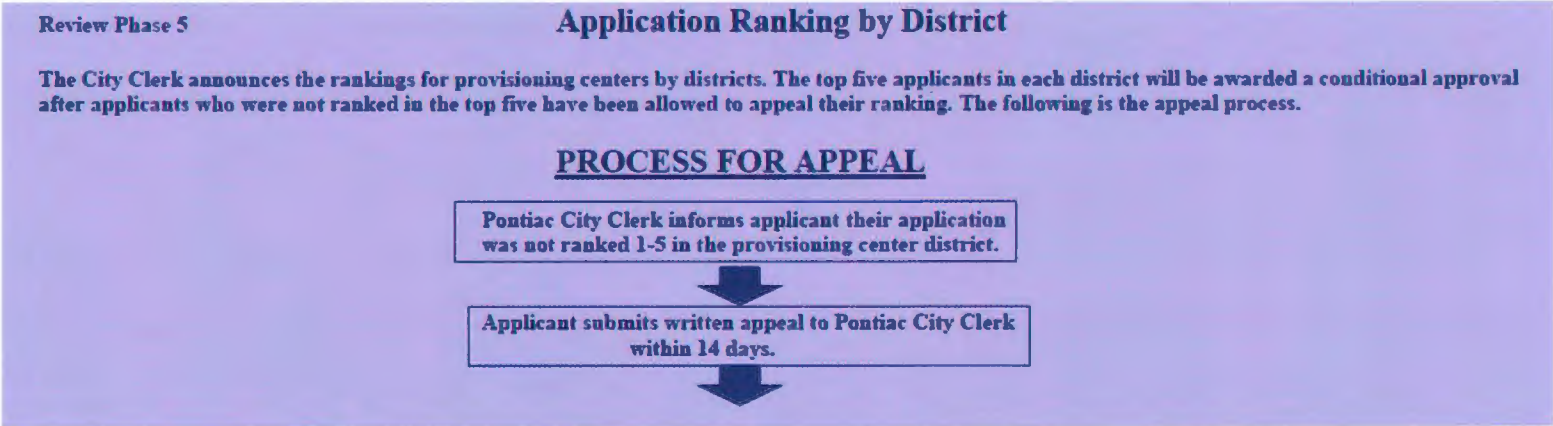 Review Phase 5
Application Ranking by District
The City Clerk announces the rankings for provisioning centers by districts. The top five applicants in each district will be awarded a conditional approval
after applicants who were not ranked in the top five have been allowed to appeal their ranking. The following is the appeal process.
PROCESS FOR APPEAL
Pontiac City Clerk informs applicant their application
was not ranked 1-5 in the provisioning center district.
Applicant submits written appeal to Pontiac City Clerk
within 14 days.